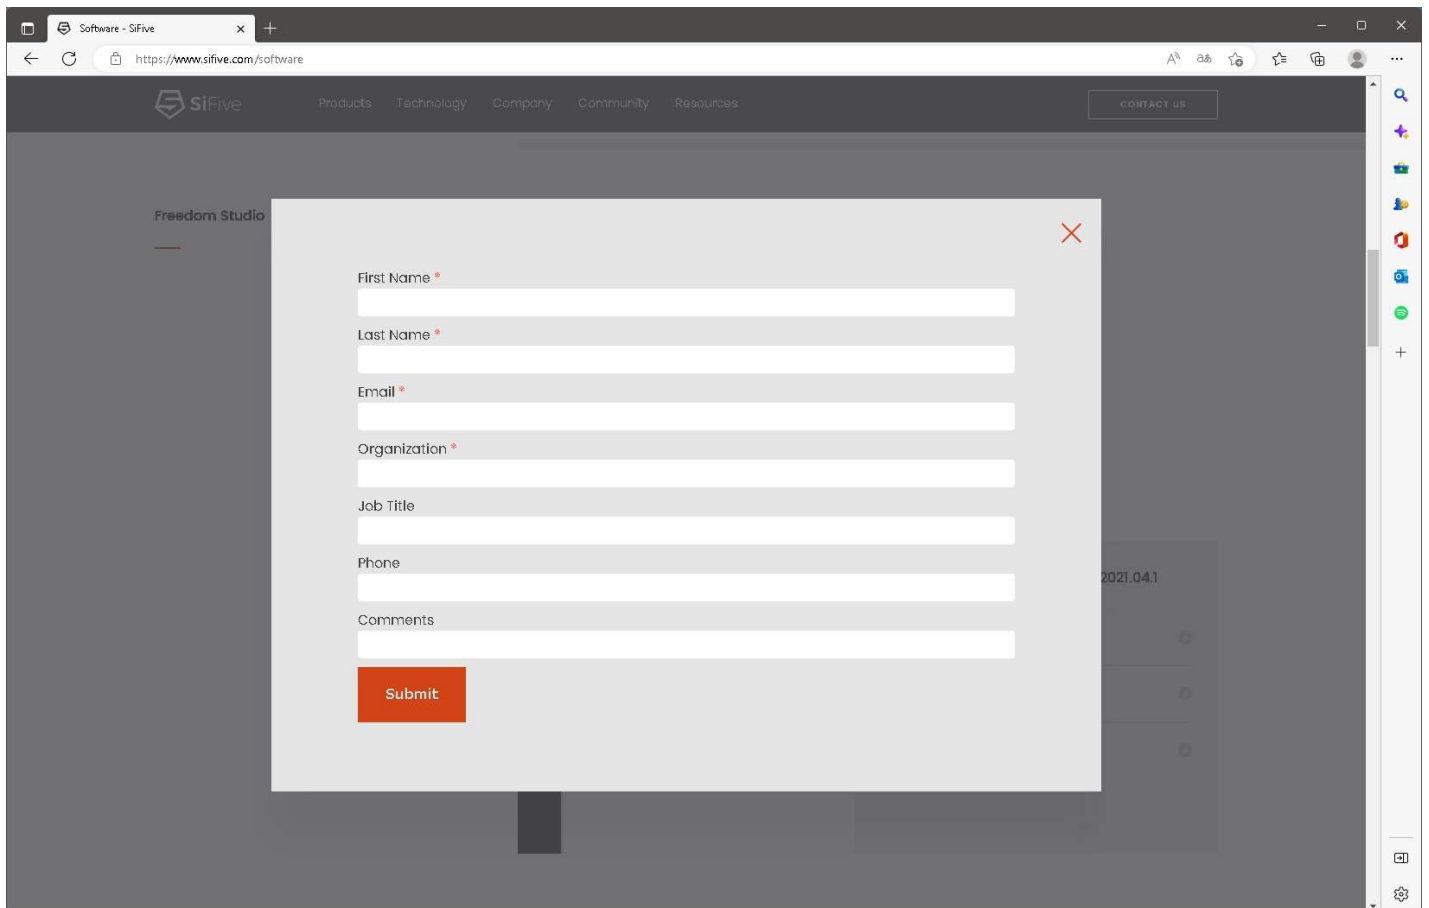 Software - SiFive
https://www.sifive.com/software
SiFive Products Technology Company Community Resources CONTACT US
Freedom Studio
First Name *
Last Name *
Email *
Organization *
Job Title
Phone
2021.04.1
Comments
Submit